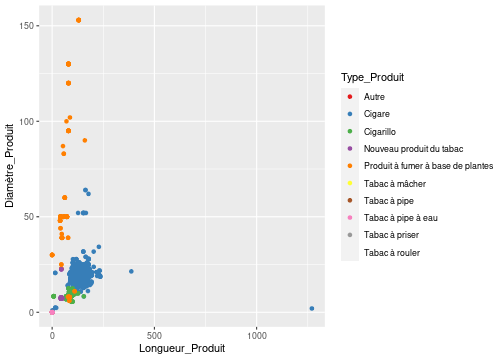 150
100
50
0
Diamètre_Produit
0
500
1000
Longueur_Produit
Type_Produit
Autre
Cigare
Cigarillo
Nouveau produit du tabac
Produit à fumer à base de plantes
Tabac à mâcher
Tabac à pipe
Tabac à pipe à eau
Tabac à priser
Tabac à rouler